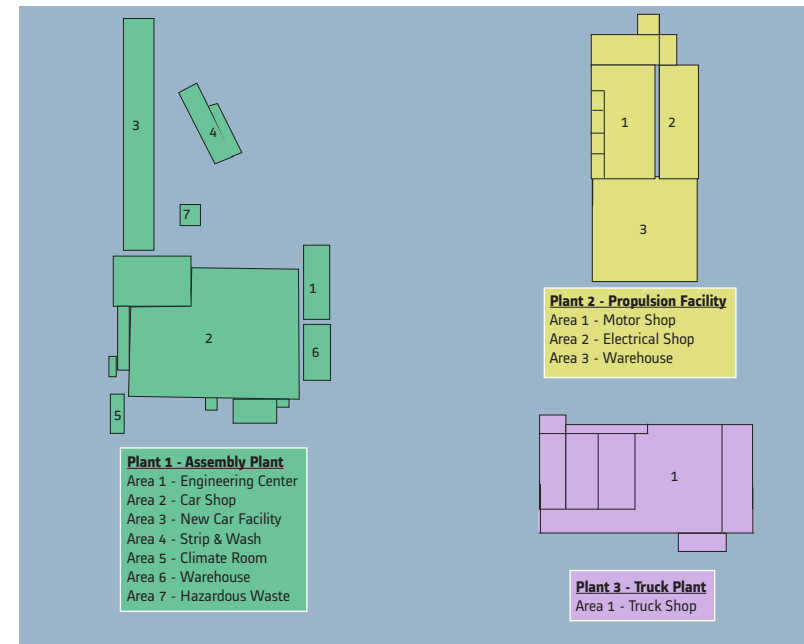 3
4
7
1
2
6
5
Plant 1 - Assembly Plant
Area 1 - Engineering Center
Area 2 - Car Shop
Area 3 - New Car Facility
Area 4 - Strip & Wash
Area 5 - Climate Room
Area 6 - Warehouse
Area 7 - Hazardous Waste
1
2
3
Plant 2 - Propulsion Facility
Area 1 - Motor Shop
Area 2 - Electrical Shop
Area 3 - Warehouse
1
Plant 3 - Truck Plant
Area 1 - Truck Shop